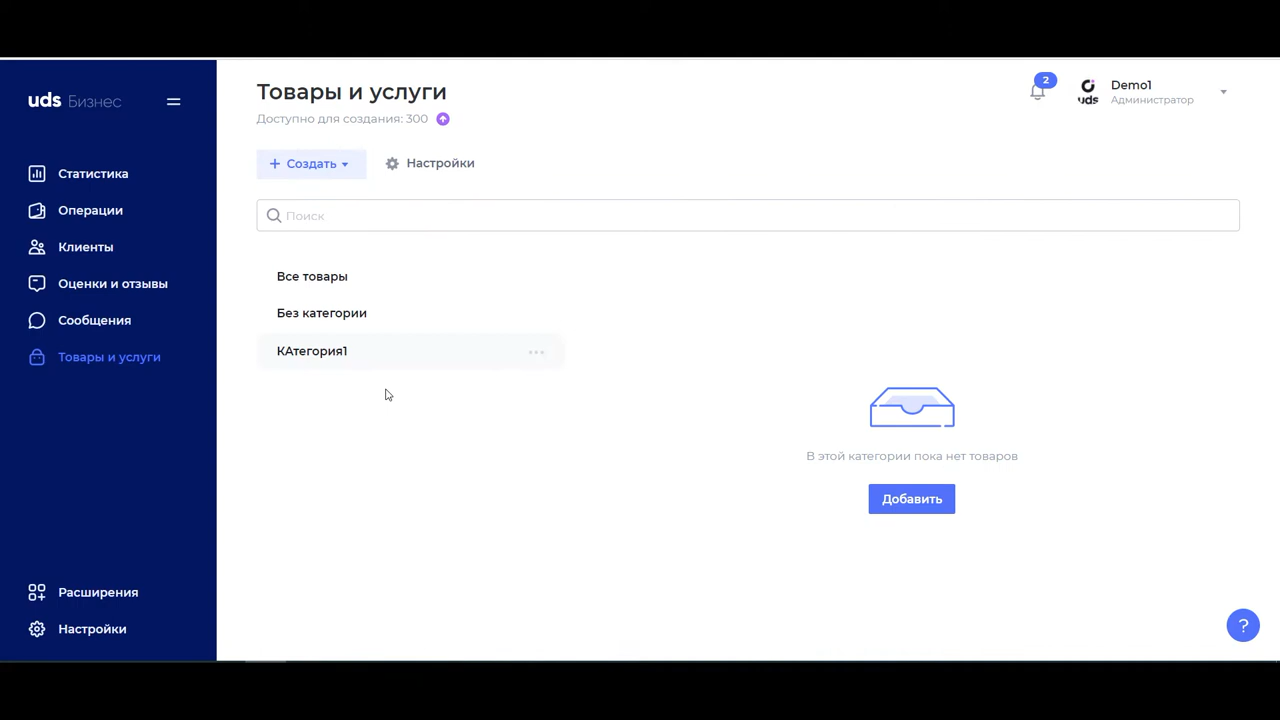 uds Бизнес
Статистика
Операции
Клиенты
Оценки и отзывы
Сообщения
Товары и услуги
Расширения
Настройки
Товары и услуги
Доступно для создания: 300
2
uds
Demo1
Администратор
+ Создать
Настройки
Поиск
Все товары
Без категории
КАтегория1
В этой категории пока нет товаров
Добавить
?